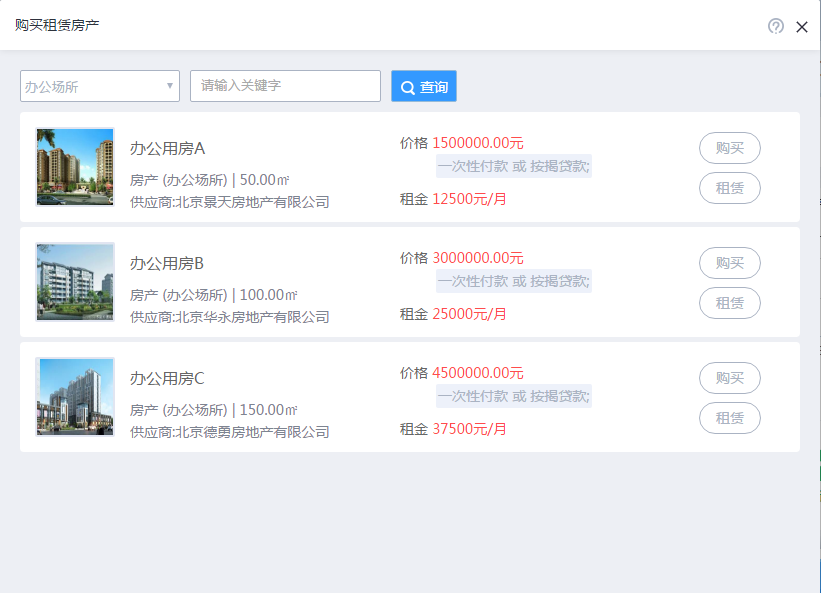 购买租赁房产
办公场所
请输入关键字
查询
办公用房A
房产 (办公场所) | 50.00㎡
供应商:北京景天房地产有限公司
价格 1500000.00元
一次性付款 或 按揭贷款;
租金 12500元/月
购买
租赁
办公用房B
房产 (办公场所) | 100.00㎡
供应商:北京华永房地产有限公司
价格 3000000.00元
一次性付款 或 按揭贷款;
租金 25000元/月
购买
租赁
办公用房C
房产 (办公场所) | 150.00㎡
供应商:北京德勇房地产有限公司
价格 4500000.00元
一次性付款 或 按揭贷款;
租金 37500元/月
购买
租赁